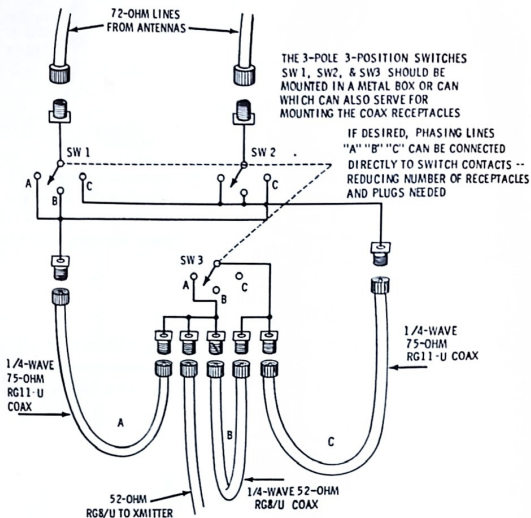 72-OHM LINES
FROM ANTENNAS
THE 3-POLE 3-POSITION SWITCHES
SW 1, SW2, & SW3 SHOULD BE
MOUNTED IN A METAL BOX OR CAN
WHICH CAN ALSO SERVE FOR
MOUNTING THE COAX RECEPTACLES
IF DESIRED, PHASING LINES
"A" "B" "C" CAN BE CONNECTED
DIRECTLY TO SWITCH CONTACTS --
REDUCING NUMBER OF RECEPTACLES
AND PLUGS NEEDED
SW 1
A
B
C
SW 2
C
SW 3
A
B
C
1/4-WAVE
75-OHM
RG11-U
COAX
A
B
C
1/4-WAVE
75-OHM
RG11-U COAX
52-OHM
RG8/U TO XMITTER
1/4-WAVE 52-OHM
RG8/U COAX